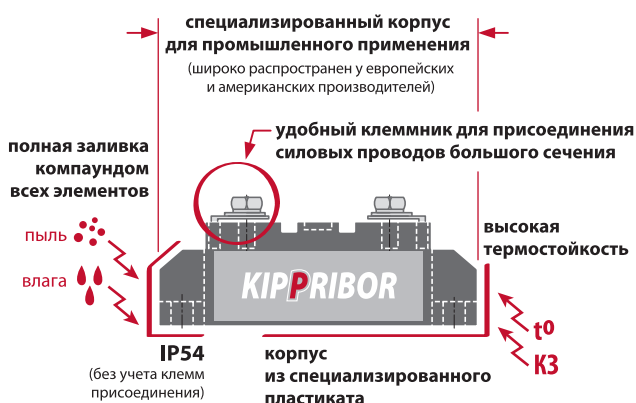 специализированный корпус
для промышленного применения
(широко распространен у европейских
и американских производителей)
удобный клеммник для присоединения
силовых проводов большого сечения
полная заливка
компаундом
всех элементов
пыль
влага
высокая
термостойкость
KIPPRIBOR
t⁰
КЗ
IP54
(без учета клемм
присоединения)
корпус
из специализированного
пластиката